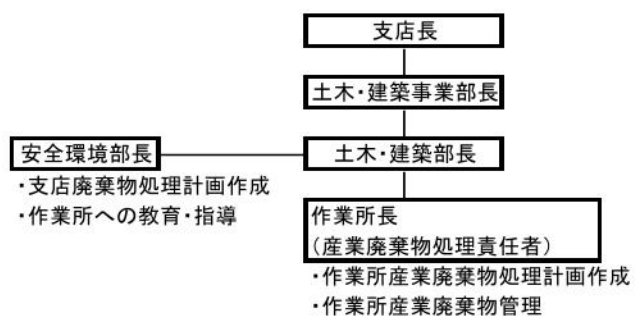 支店長
土木・建築事業部長
安全環境部長
土木・建築部長
・支店廃棄物処理計画作成
・作業所への教育・指導
作業所長
（産業廃棄物処理責任者）
・作業所産業廃棄物処理計画作成
・作業所産業廃棄物管理